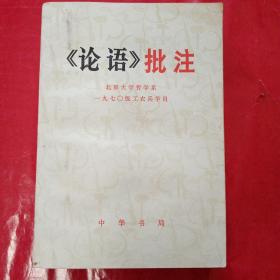 《论语》批注
北京大学哲学系
一九七〇级工农兵学员
中华书局